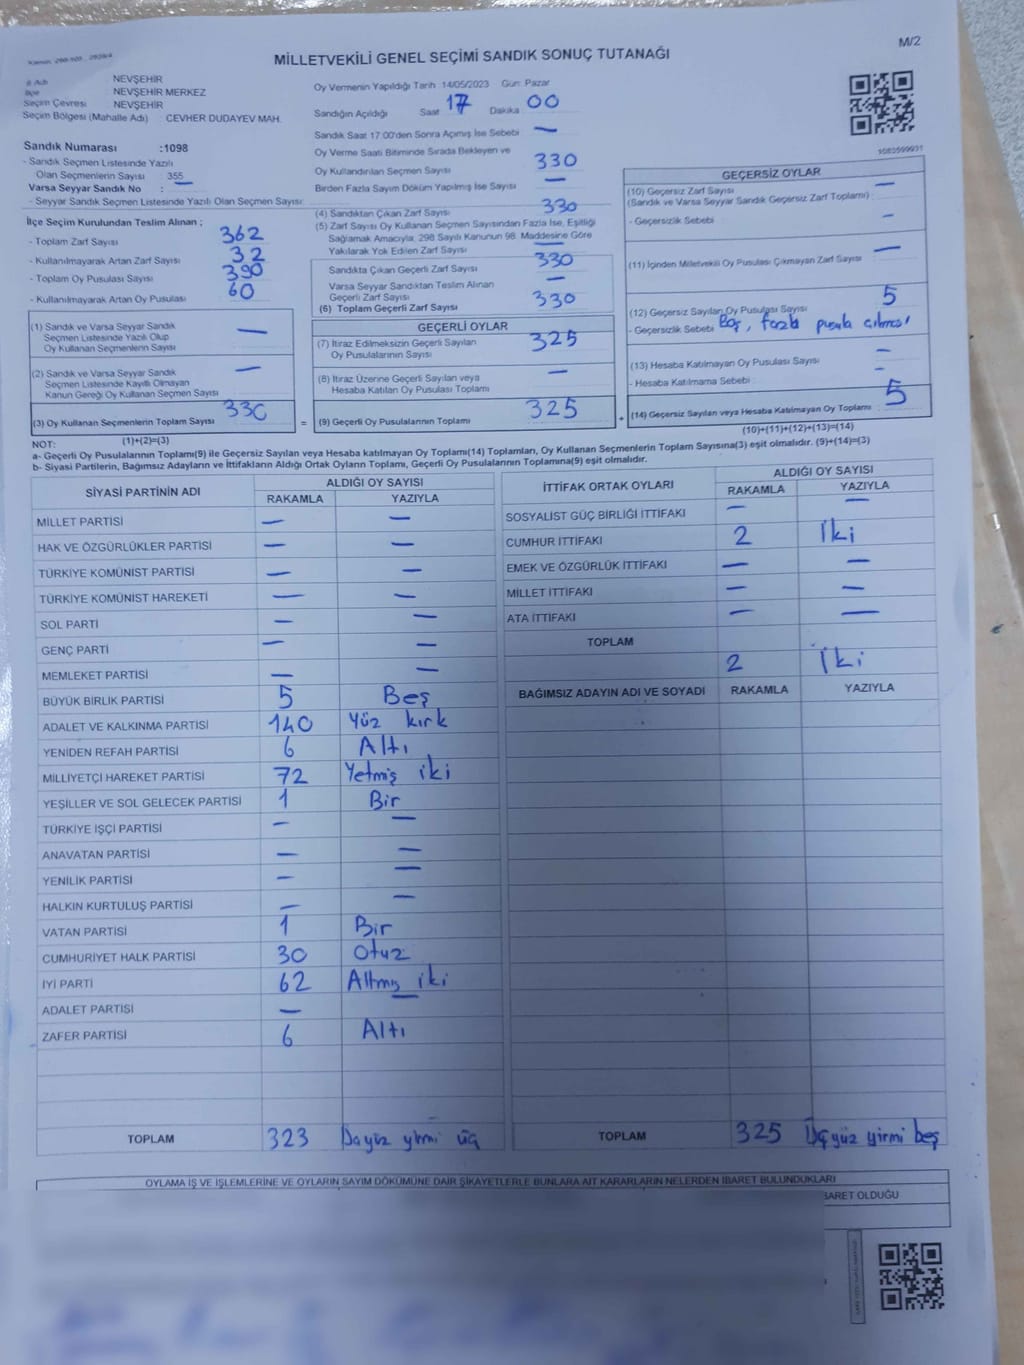 MİLLETVEKİLİ GENEL SEÇİMİ SANDIK SONUÇ TUTANAĞI
M/2
İl Adı NEVŞEHİR
İlçe NEVŞEHİR MERKEZ
Seçim Çevresi NEVŞEHİR
Seçim Bölgesi (Mahalle Adı) : CEVHER DUDAYEV MAH.
Sandık Numarası :1098
- Sandık Seçmen Listesinde Yazılı
Olan Seçmenlerin Sayısı 355
Varsa Seyyar Sandık No : —
- Seyyar Sandık Seçmen Listesinde Yazılı Olan Seçmen Sayısı:
Oy Vermenin Yapıldığı Tarih 14/05/2023 Gün: Pazar
Sandığın Açıldığı Saat 17 Dakika 00
Sandık Saat 17:00'den Sonra Açımış İse Sebebi —
Oy Verme Saati Bitiminde Sırada Bekleyen ve
Oy Kullandırılan Seçmen Sayısı 330
Birden Fazla Sayım Döküm Yapılmış İse Sayısı —
1083599931
İlçe Seçim Kurulundan Teslim Alınan ;
- Toplam Zarf Sayısı 362
- Kullanılmayarak Artan Zarf Sayısı 32
- Toplam Oy Pusulası Sayısı 390
- Kullanılmayarak Artan Oy Pusulası 60
(4) Sandıktan Çıkan Zarf Sayısı 330
(5) Zarf Sayısı Oy Kullanan Seçmen Sayısından Fazla İse, Eşitliği
Sağlamak Amacıyla, 298 Sayılı Kanunun 98. Maddesine Göre
Yakılarak Yok Edilen Zarf Sayısı —
Sandıkta Çıkan Geçerli Zarf Sayısı 330
Varsa Seyyar Sandıktan Teslim Alınan
Geçerli Zarf Sayısı —
(6) Toplam Geçerli Zarf Sayısı 330
GEÇERSİZ OYLAR
(10) Geçersiz Zarf Sayısı —
(Sandık ve Varsa Seyyar Sandık Geçersiz Zarf Toplamı)
- Geçersizlik Sebebi —
(11) İçinden Milletvekili Oy Pusulası Çıkmayan Zarf Sayısı —
(12) Geçersiz Sayılan Oy Pusulası Sayısı 5
- Geçersizlik Sebebi Boş, fazla pusula çıkması
(13) Hesaba Katılmayan Oy Pusulası Sayısı —
- Hesaba Katılmama Sebebi —
(14) Geçersiz Sayılan veya Hesaba Katılmayan Oy Toplamı 5
(1) Sandık ve Varsa Seyyar Sandık
Seçmen Listesinde Yazılı Olup
Oy Kullanan Seçmenlerin Sayısı —
(2) Sandık ve Varsa Seyyar Sandık
Seçmen Listesinde Kayıtlı Olmayan
Kanun Gereği Oy Kullanan Seçmen Sayısı —
(3) Oy Kullanan Seçmenlerin Toplam Sayısı 330
=
GEÇERLİ OYLAR
(7) İtiraz Edilmeksizin Geçerli Sayılan
Oy Pusulalarının Sayısı 325
(8) İtiraz Üzerine Geçerli Sayılan veya
Hesaba Katılan Oy Pusulası Toplamı —
(9) Geçerli Oy Pusulalarının Toplamı 325
+
NOT: (1)+(2)=(3)
(10)+(11)+(12)+(13)=(14)
a- Geçerli Oy Pusulalarının Toplamı(9) ile Geçersiz Sayılan veya Hesaba katılmayan Oy Toplamı(14) Toplamları, Oy Kullanan Seçmenlerin Toplam Sayısına(3) eşit olmalıdır. (9)+(14)=(3)
b- Siyasi Partilerin, Bağımsız Adayların ve İttifakların Aldığı Ortak Oyların Toplamı, Geçerli Oy Pusulalarının Toplamına(9) eşit olmalıdır.
SİYASİ PARTİNİN ADI ALDIĞI OY SAYISI
RAKAMLA YAZIYLA
MİLLET PARTİSİ — —
HAK VE ÖZGÜRLÜKLER PARTİSİ — —
TÜRKİYE KOMÜNİST PARTİSİ — —
TÜRKİYE KOMÜNİST HAREKETİ — —
SOL PARTİ — —
GENÇ PARTİ — —
MEMLEKET PARTİSİ — —
BÜYÜK BİRLİK PARTİSİ 5 Beş
ADALET VE KALKINMA PARTİSİ 140 Yüz kırk
YENİDEN REFAH PARTİSİ 6 Altı
MİLLİYETÇİ HAREKET PARTİSİ 72 Yetmiş iki
YEŞİLLER VE SOL GELECEK PARTİSİ 1 Bir
TÜRKİYE İŞÇİ PARTİSİ — —
ANAVATAN PARTİSİ — —
YENİLİK PARTİSİ — —
HALKIN KURTULUŞ PARTİSİ — —
VATAN PARTİSİ 1 Bir
CUMHURİYET HALK PARTİSİ 30 Otuz
İYİ PARTİ 62 Altmış iki
ADALET PARTİSİ — —
ZAFER PARTİSİ 6 Altı
TOPLAM 323 yirmi üç
İTTİFAK ORTAK OYLARI ALDIĞI OY SAYISI
RAKAMLA YAZIYLA
SOSYALİST GÜÇ BİRLİĞİ İTTİFAKI — —
CUMHUR İTTİFAKI 2 İki
EMEK VE ÖZGÜRLÜK İTTİFAKI — —
MİLLET İTTİFAKI — —
ATA İTTİFAKI — —
TOPLAM
2 İki
BAĞIMSIZ ADAYIN ADI VE SOYADI RAKAMLA YAZIYLA
TOPLAM 325 Üçyüz yirmi beş
OYLAMA İŞ VE İŞLEMLERİNE VE OYLARIN SAYIM DÖKÜMÜNE DAİR ŞİKAYETLERLE BUNLARA AİT KARARLARIN NELERDEN İBARET BULUNDUKLARI
BARET OLDUĞU